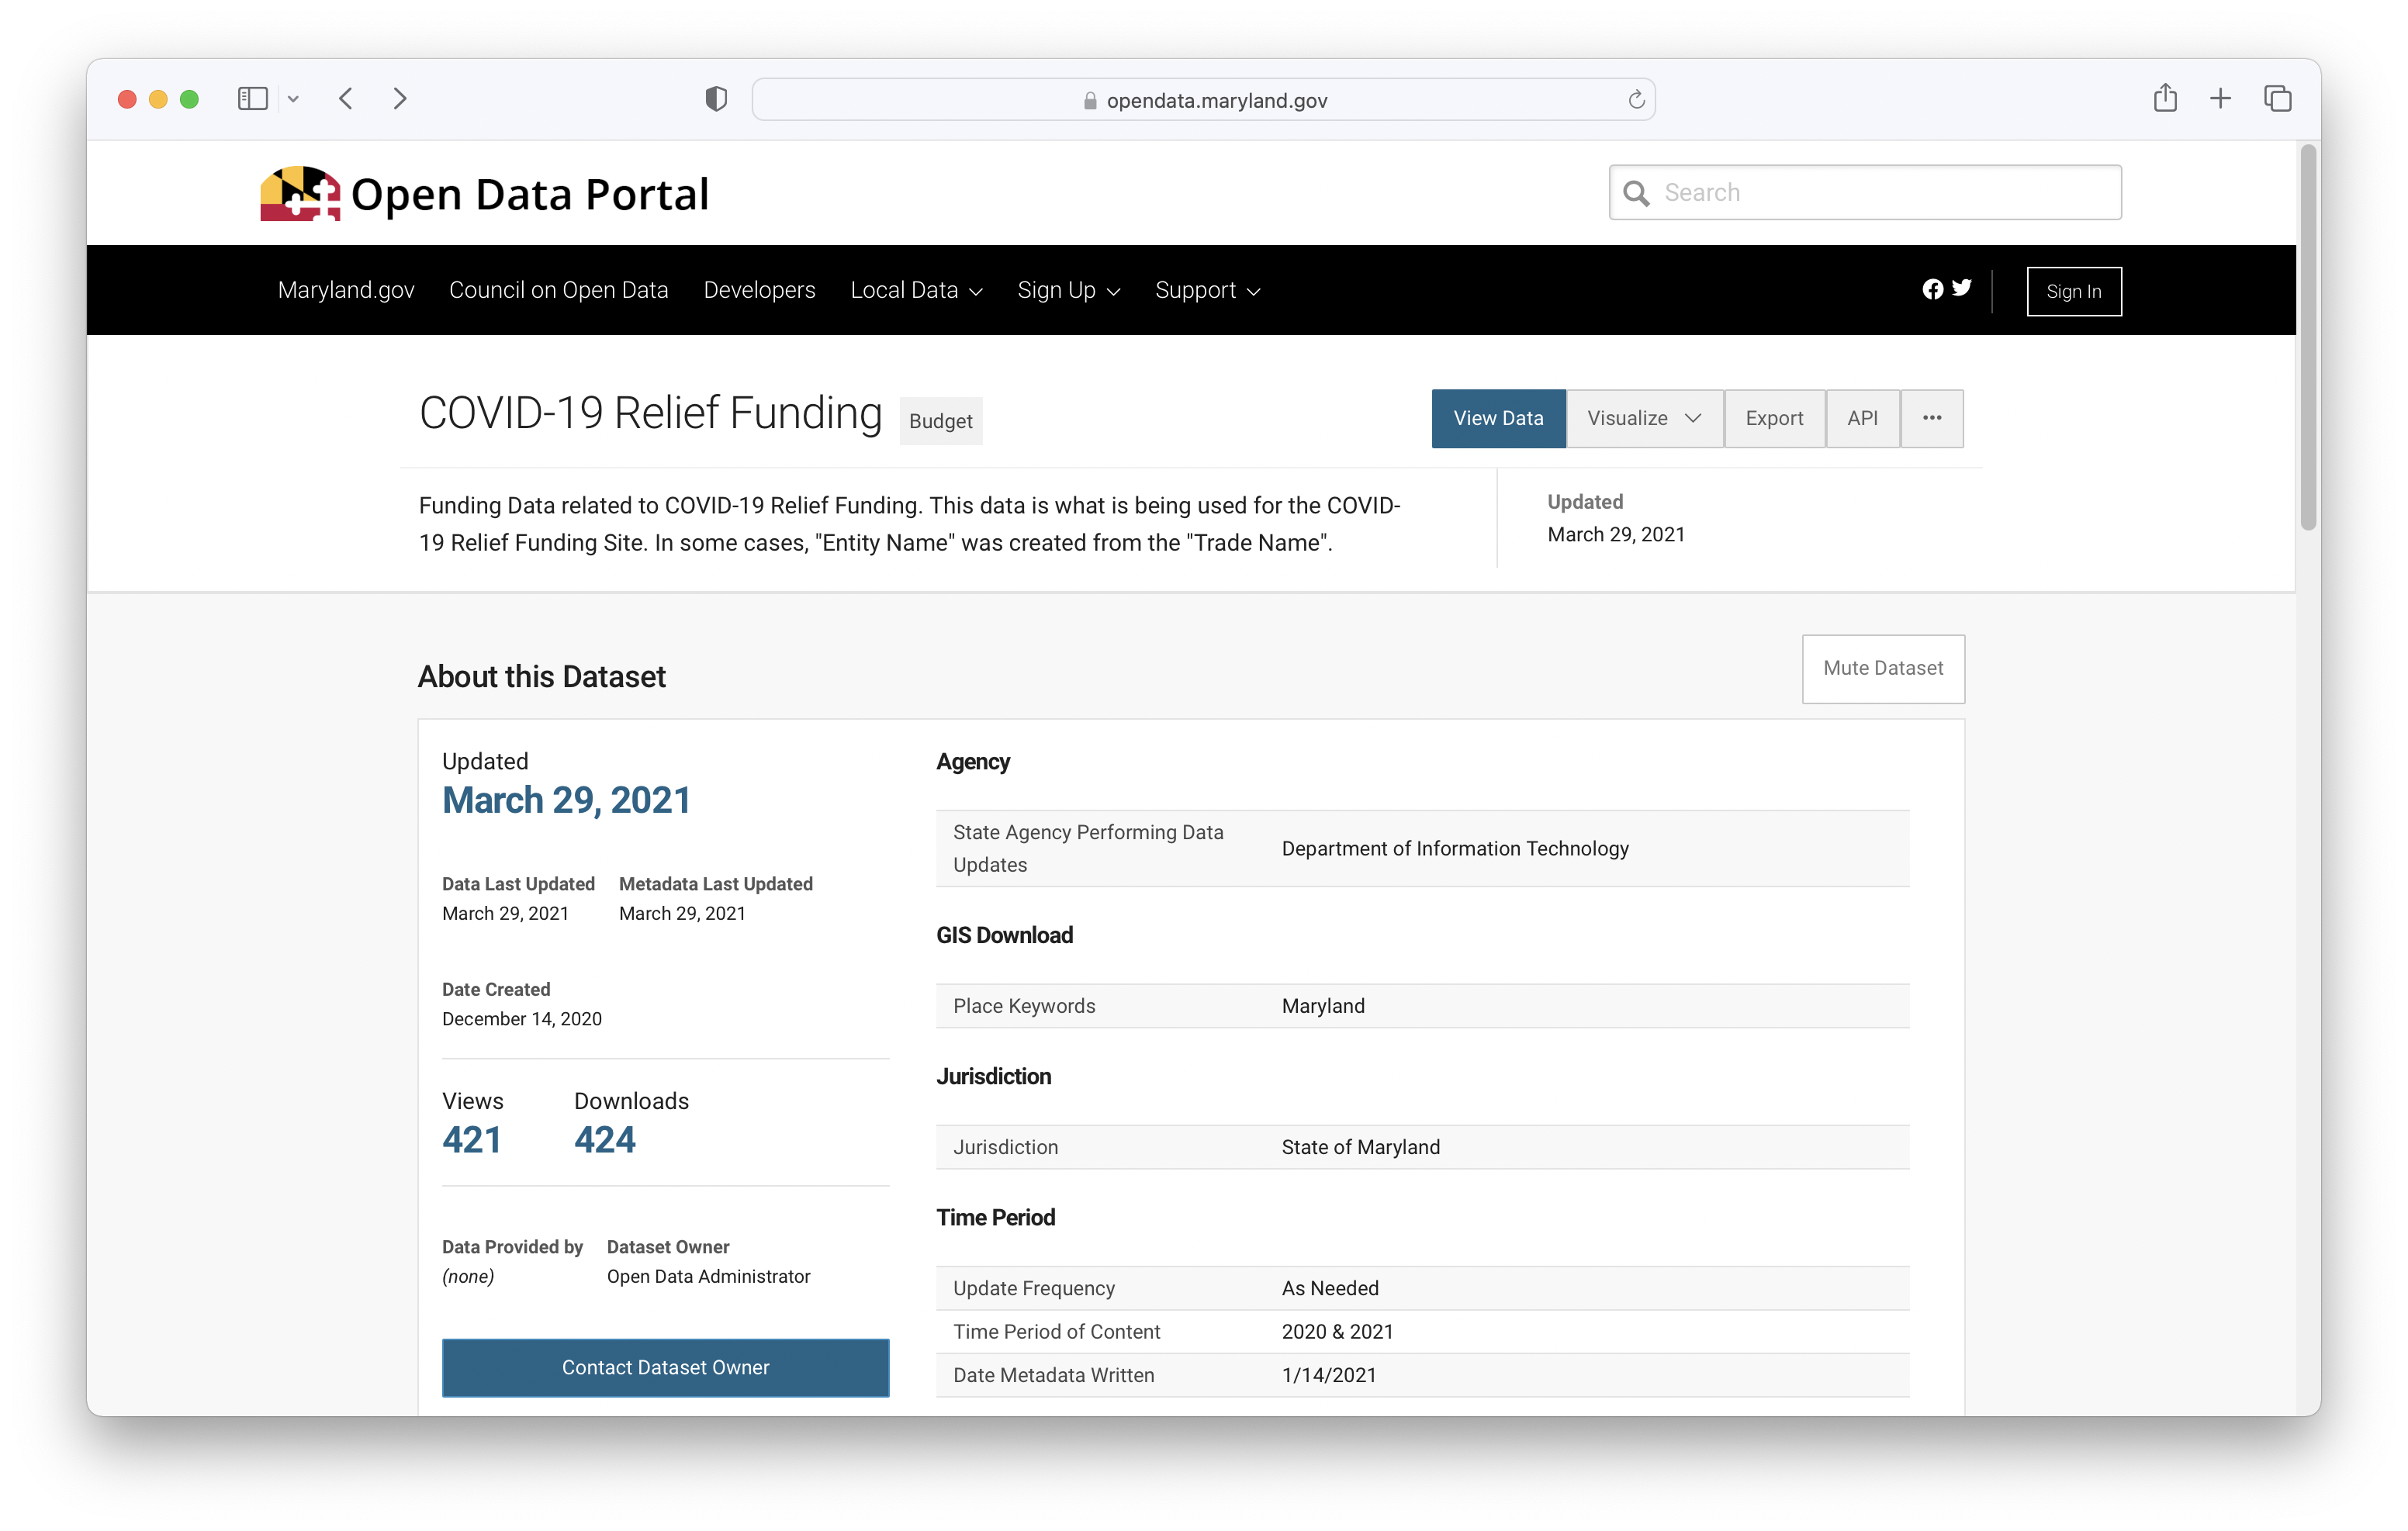 opendata.maryland.gov
Open Data Portal
Search
Maryland.gov Council on Open Data Developers Local Data Sign Up Support Sign In
COVID-19 Relief Funding Budget
View Data Visualize Export API
Funding Data related to COVID-19 Relief Funding. This data is what is being used for the COVID-
19 Relief Funding Site. In some cases, "Entity Name" was created from the "Trade Name".
Updated
March 29, 2021
About this Dataset
Mute Dataset
Updated
March 29, 2021
Data Last Updated Metadata Last Updated
March 29, 2021 March 29, 2021
Date Created
December 14, 2020
Views Downloads
421 424
Data Provided by Dataset Owner
(none) Open Data Administrator
Contact Dataset Owner
Agency
State Agency Performing Data
Updates
Department of Information Technology
GIS Download
Place Keywords Maryland
Jurisdiction
Jurisdiction State of Maryland
Time Period
Update Frequency As Needed
Time Period of Content 2020 & 2021
Date Metadata Written 1/14/2021